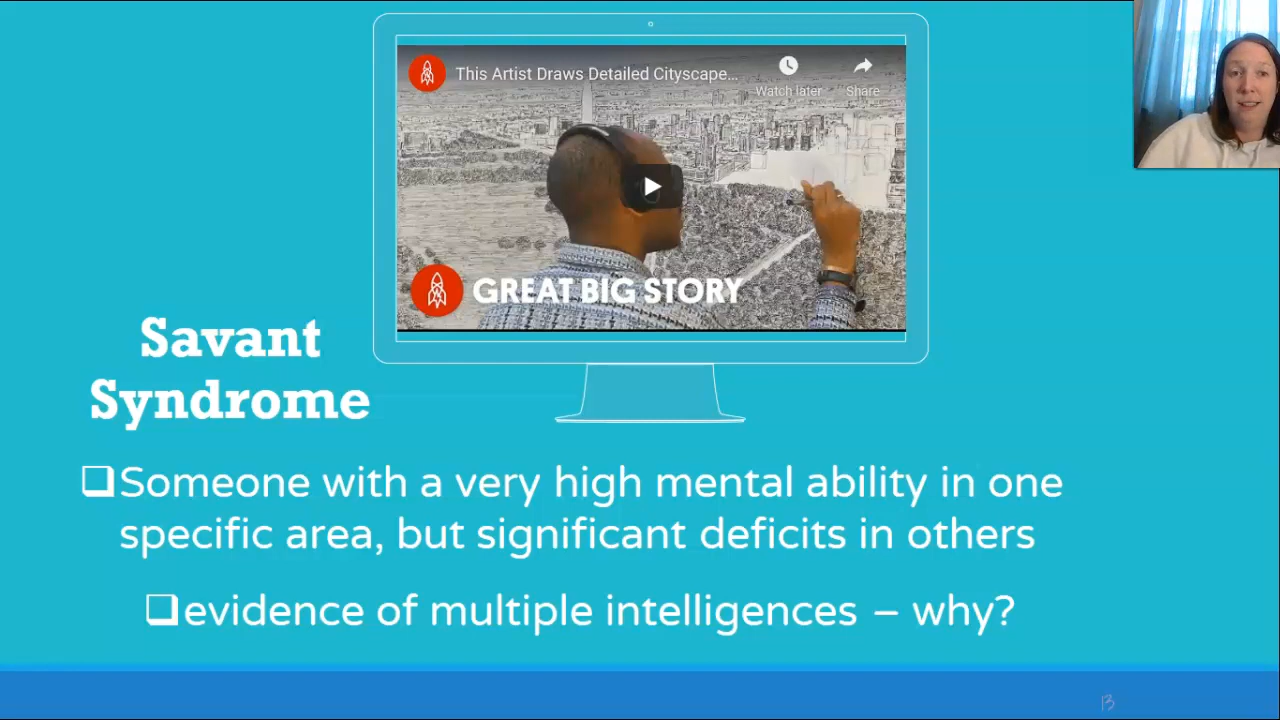 This Artist Draws Detailed Cityscape...
Watch later
Share
GREAT BIG STORY
Savant
Syndrome
❑Someone with a very high mental ability in one
specific area, but significant deficits in others
❑evidence of multiple intelligences – why?
13